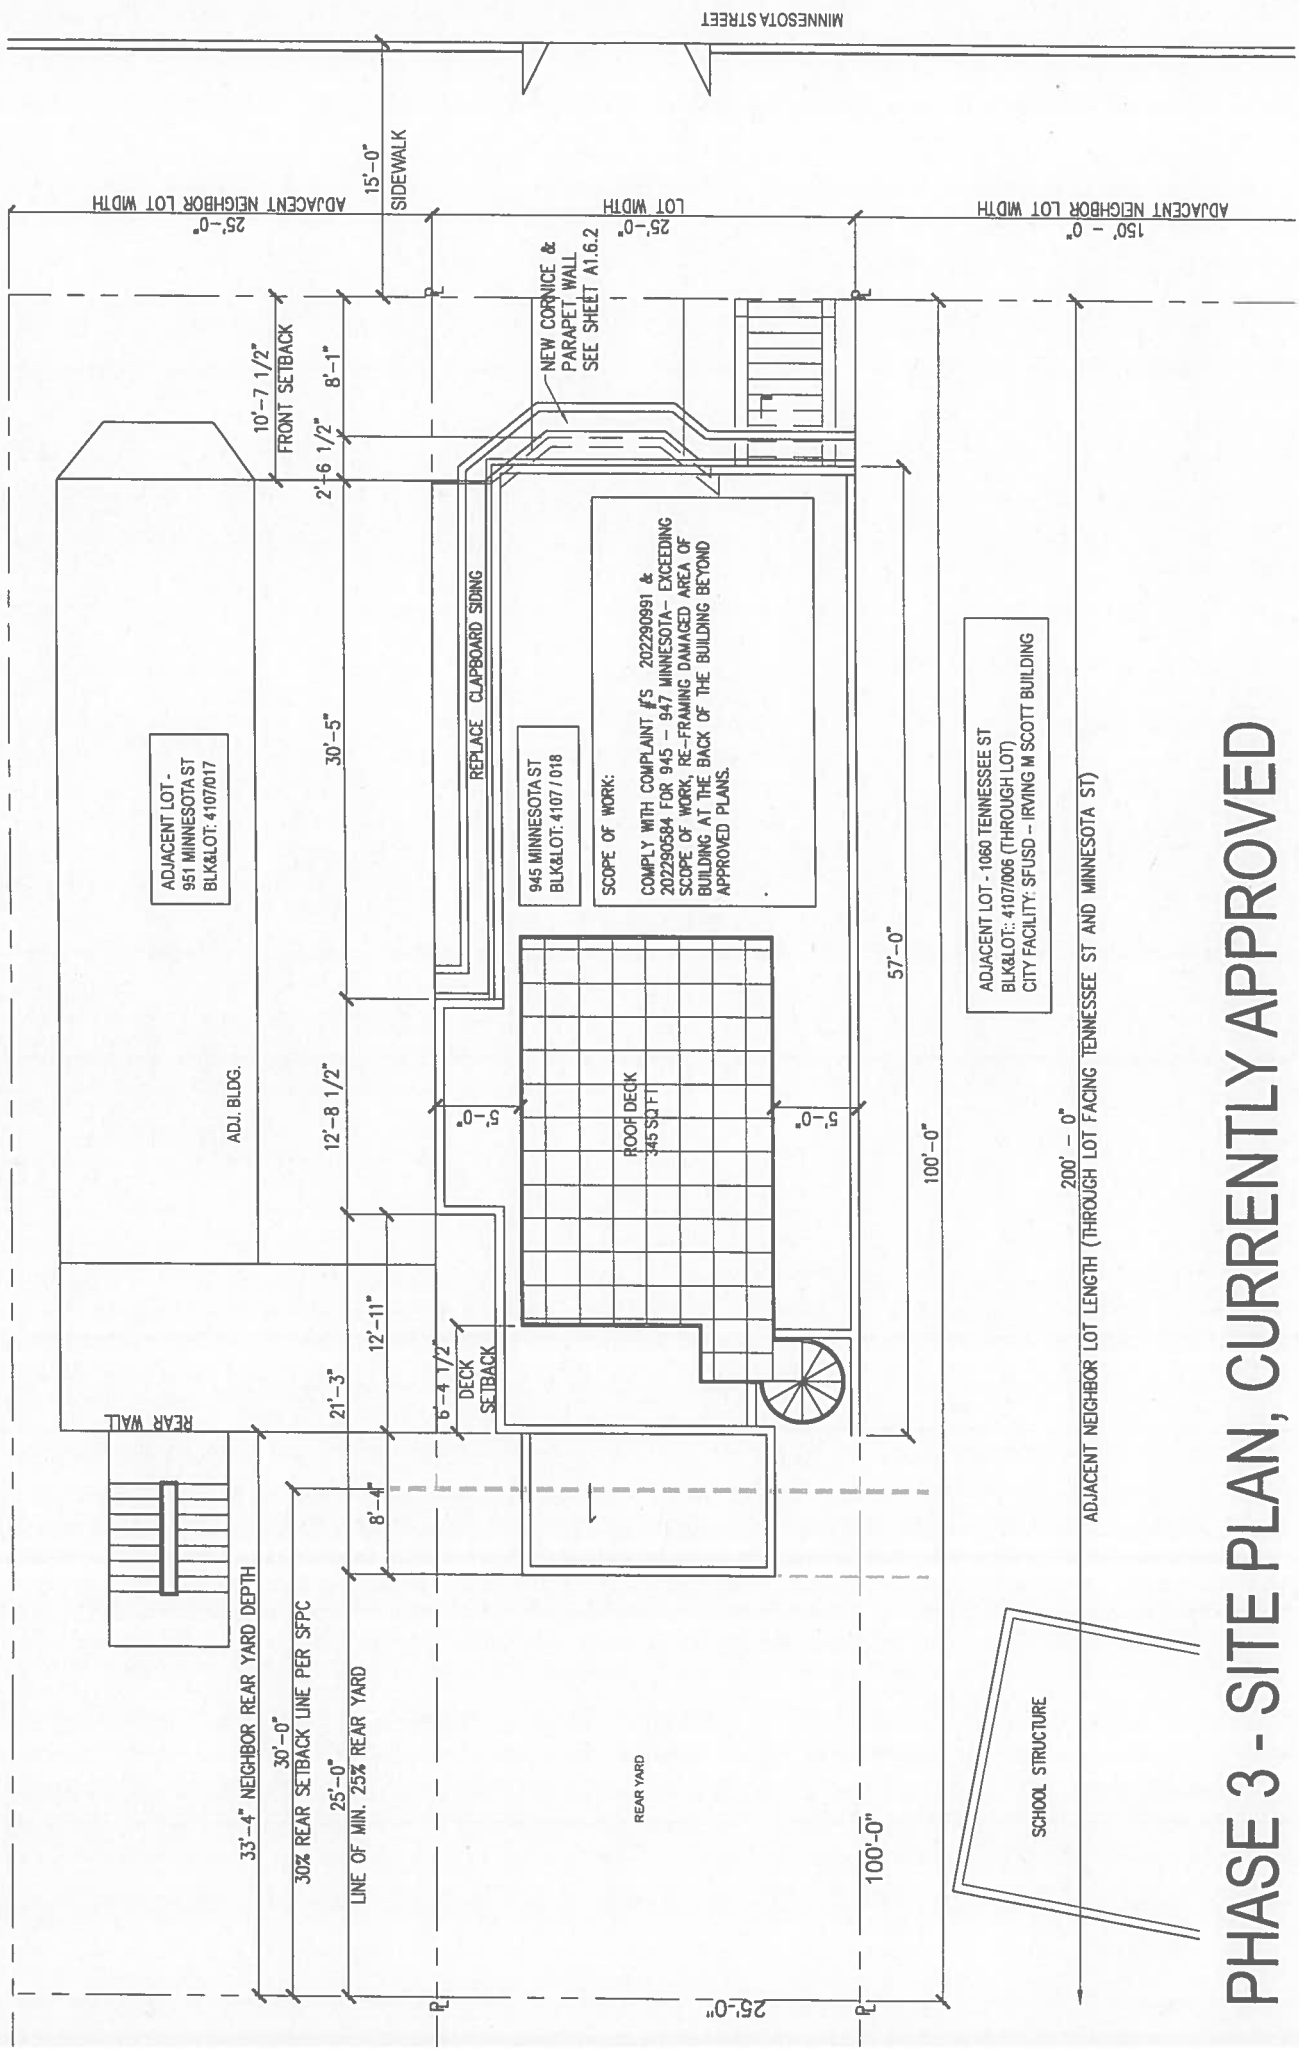 MINNESOTA STREET
15'-0"
SIDEWALK
ADJACENT NEIGHBOR LOT WIDTH
25'-0"
LOT WIDTH
25'-0"
ADJACENT NEIGHBOR LOT WIDTH
150' - 0"
10'-7 1/2"
FRONT SETBACK
8'-1"
2'-6 1/2"
NEW CORNICE &
PARAPET WALL
SEE SHEET A1.6.2
PL
PL
30'-5"
REPLACE CLAPBOARD SIDING
ADJACENT LOT -
951 MINNESOTA ST
BLK&LOT: 4107/017
945 MINNESOTA ST
BLK&LOT: 4107 / 018
SCOPE OF WORK:
COMPLY WITH COMPLAINT #'S 202290991 &
202290584 FOR 945 - 947 MINNESOTA- EXCEEDING
SCOPE OF WORK, RE-FRAMING DAMAGED AREA OF
BUILDING AT THE BACK OF THE BUILDING BEYOND
APPROVED PLANS.
57'-0"
ADJACENT LOT - 1060 TENNESSEE ST
BLK&LOT:: 4107/006 (THROUGH LOT)
CITY FACILITY: SFUSD -- IRVING M SCOTT BUILDING
ADJ. BLDG.
12'-8 1/2"
5'-0"
ROOF DECK
345 SQ FT
5'-0"
100'-0"
200' - 0"
ADJACENT NEIGHBOR LOT LENGTH (THROUGH LOT FACING TENNESSEE ST AND MINNESOTA ST)
REAR WALL
21'-3"
12'-11"
6'-4 1/2"
DECK
SETBACK
8'-4"
33'-4" NEIGHBOR REAR YARD DEPTH
30'-0"
30% REAR SETBACK LINE PER SFPC
25'-0"
LINE OF MIN. 25% REAR YARD
REAR YARD
100'-0"
SCHOOL STRUCTURE
PL
25'-0"
PL
PHASE 3 - SITE PLAN, CURRENTLY APPROVED